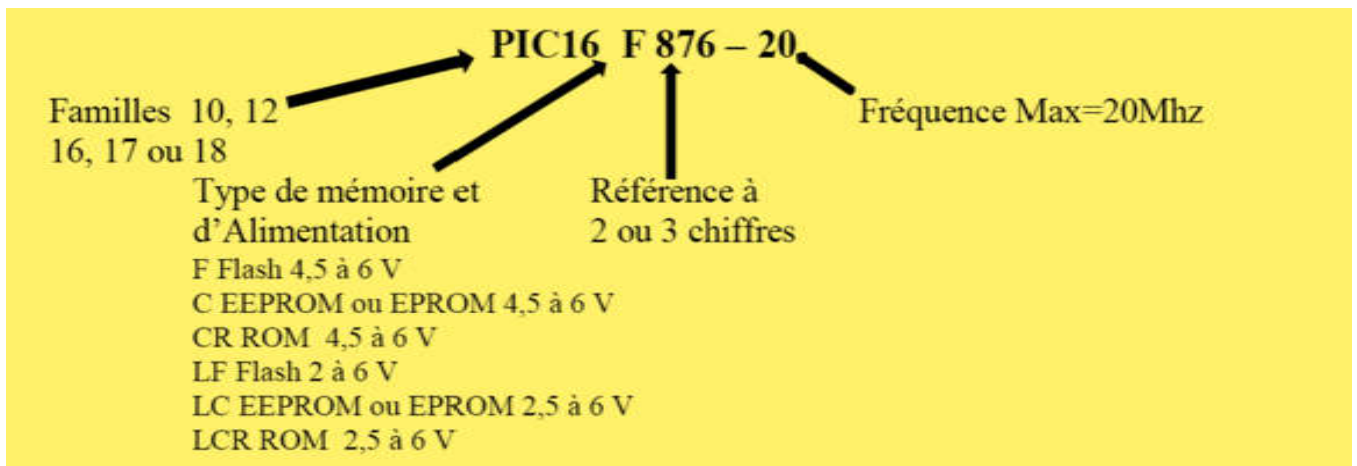 PIC16 F 876 – 20
Familles 10, 12
16, 17 ou 18
Fréquence Max=20Mhz
Type de mémoire et
d’Alimentation
Référence à
2 ou 3 chiffres
F Flash 4,5 à 6 V
C EEPROM ou EPROM 4,5 à 6 V
CR ROM 4,5 à 6 V
LF Flash 2 à 6 V
LC EEPROM ou EPROM 2,5 à 6 V
LCR ROM 2,5 à 6 V